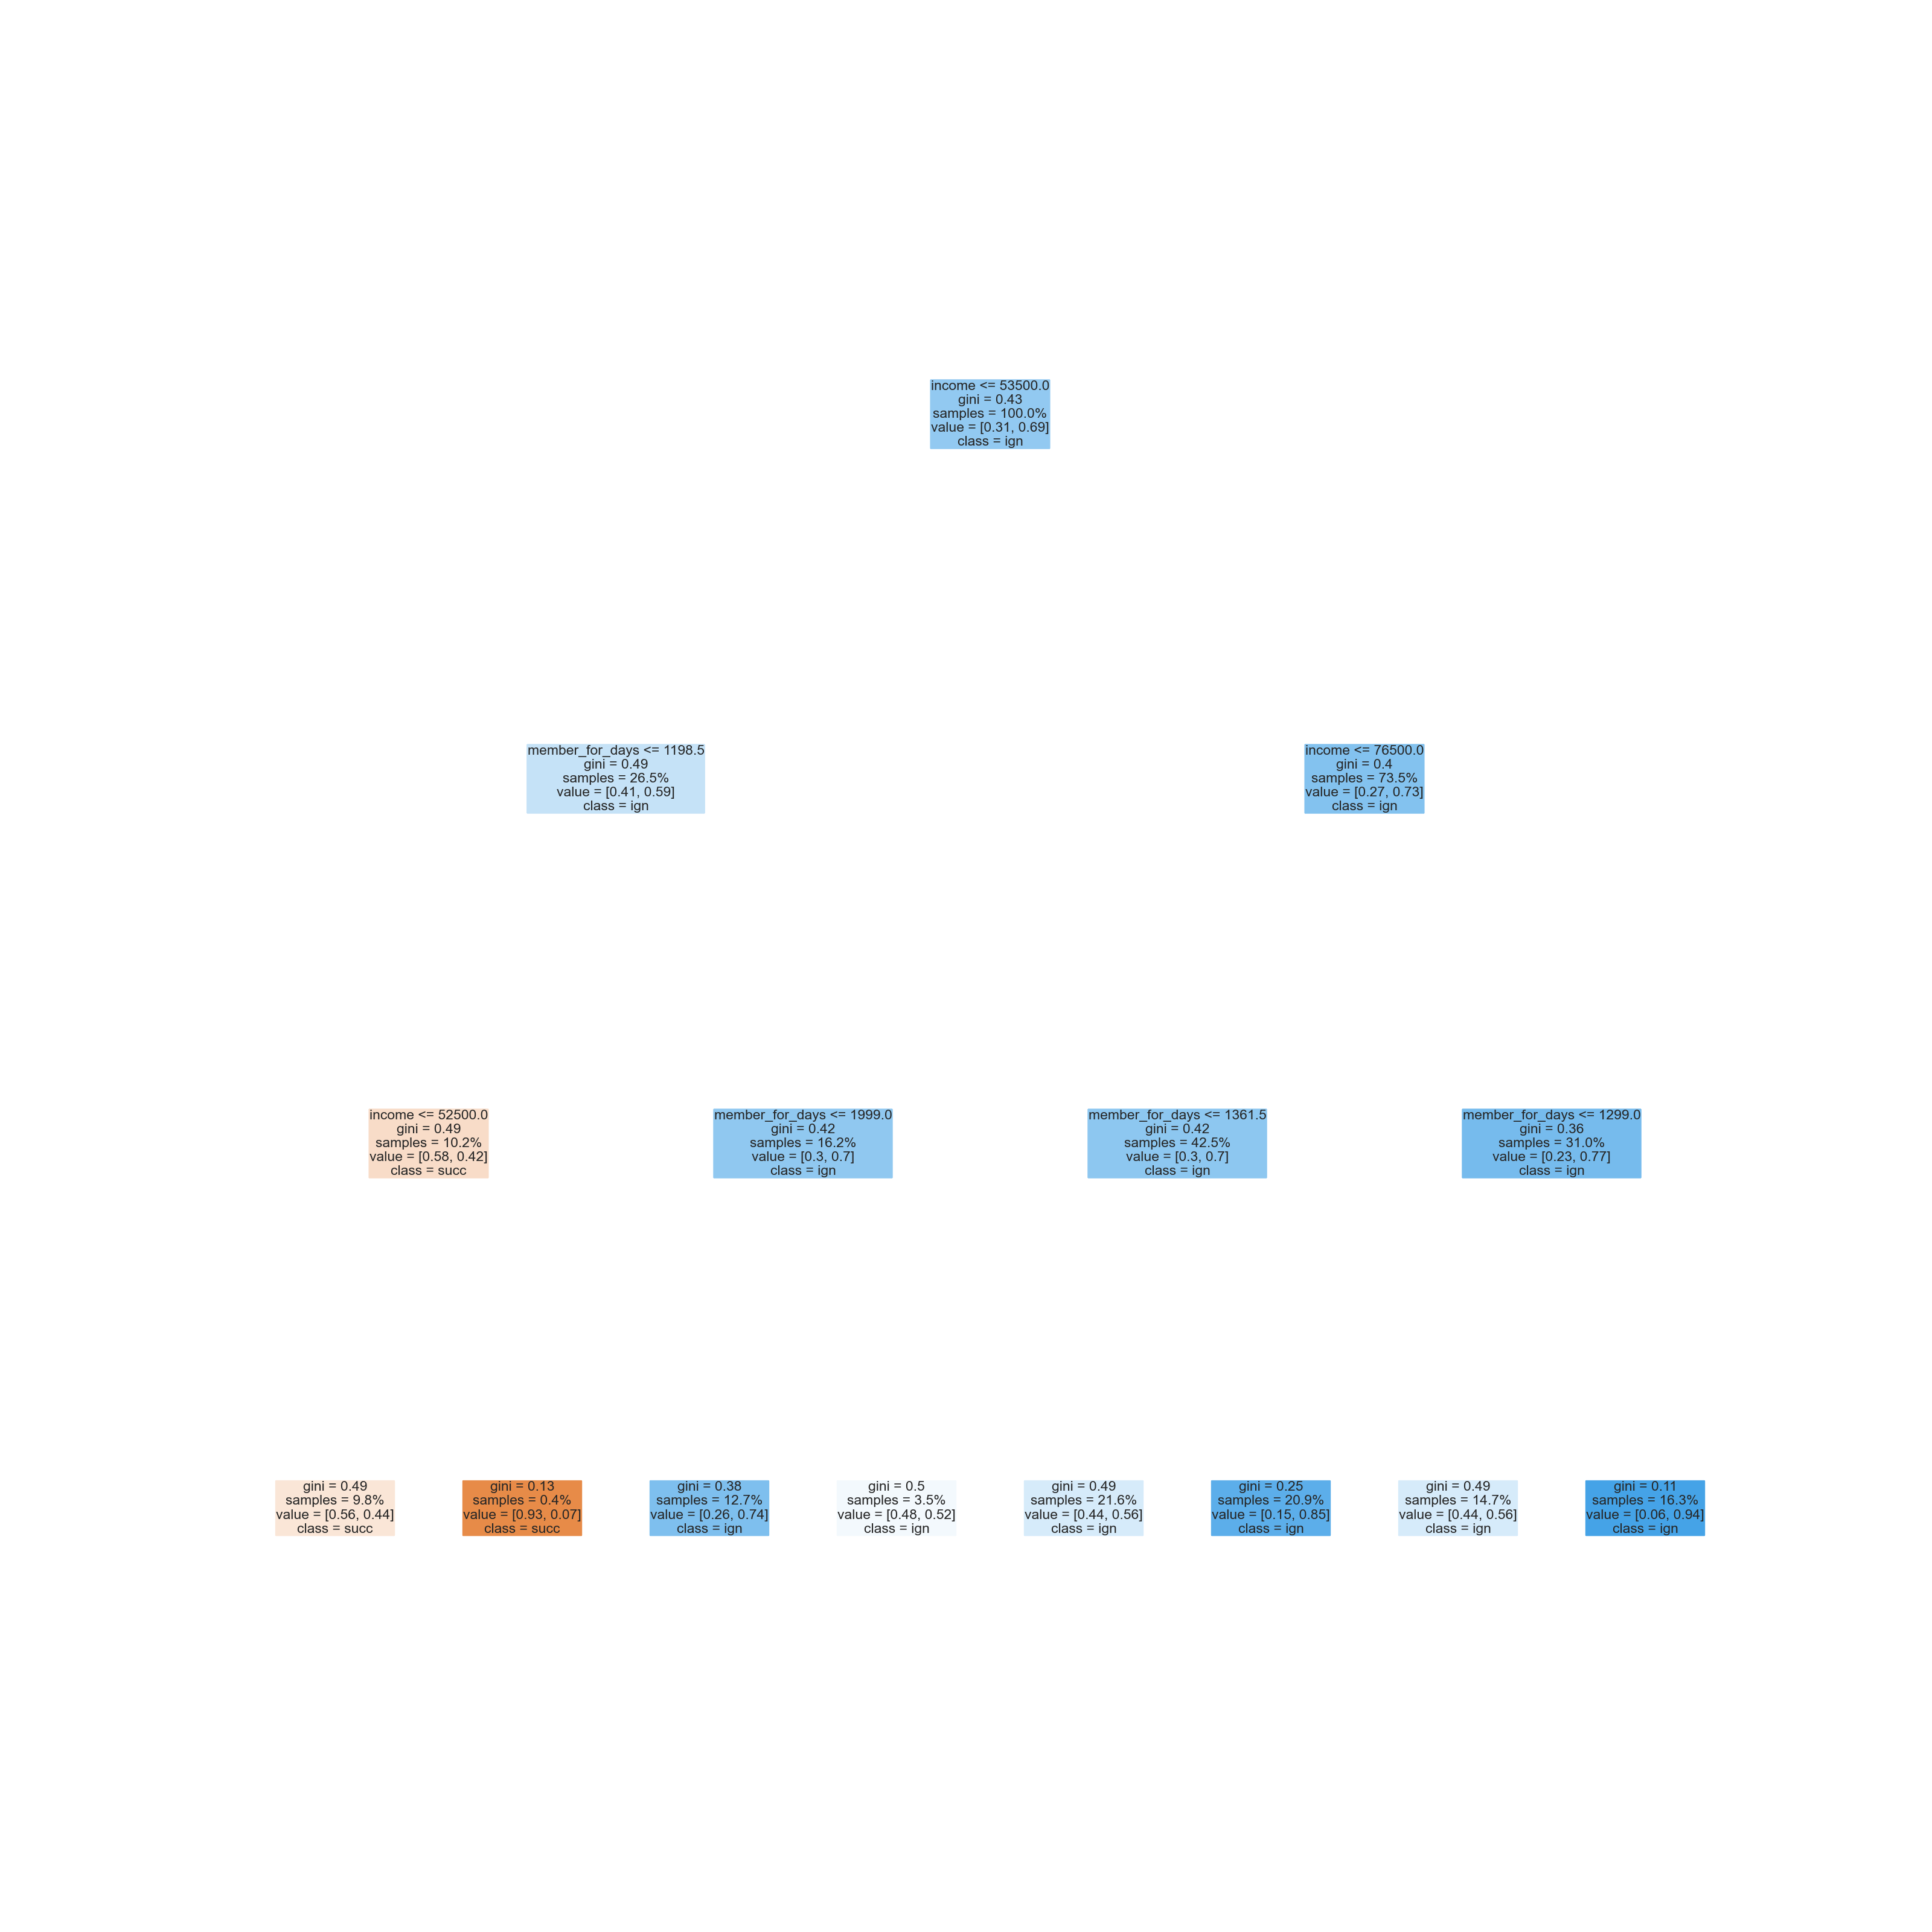 income <= 53500.0
gini = 0.43
samples = 100.0%
value = [0.31, 0.69]
class = ign
member_for_days <= 1198.5
gini = 0.49
samples = 26.5%
value = [0.41, 0.59]
class = ign
income <= 76500.0
gini = 0.4
samples = 73.5%
value = [0.27, 0.73]
class = ign
income <= 52500.0
gini = 0.49
samples = 10.2%
value = [0.58, 0.42]
class = succ
member_for_days <= 1999.0
gini = 0.42
samples = 16.2%
value = [0.3, 0.7]
class = ign
member_for_days <= 1361.5
gini = 0.42
samples = 42.5%
value = [0.3, 0.7]
class = ign
member_for_days <= 1299.0
gini = 0.36
samples = 31.0%
value = [0.23, 0.77]
class = ign
gini = 0.49
samples = 9.8%
value = [0.56, 0.44]
class = succ
gini = 0.13
samples = 0.4%
value = [0.93, 0.07]
class = succ
gini = 0.38
samples = 12.7%
value = [0.26, 0.74]
class = ign
gini = 0.5
samples = 3.5%
value = [0.48, 0.52]
class = ign
gini = 0.49
samples = 21.6%
value = [0.44, 0.56]
class = ign
gini = 0.25
samples = 20.9%
value = [0.15, 0.85]
class = ign
gini = 0.49
samples = 14.7%
value = [0.44, 0.56]
class = ign
gini = 0.11
samples = 16.3%
value = [0.06, 0.94]
class = ign